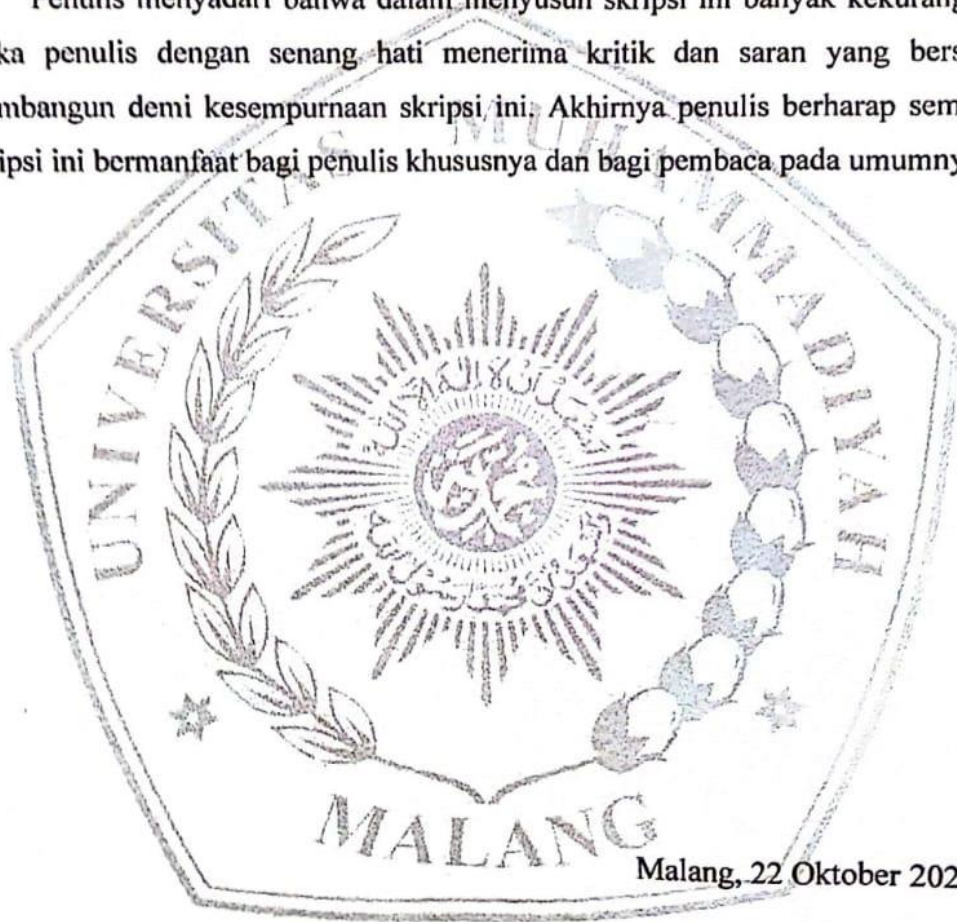 Penulis menyadari bahwa dalam menyusun skripsi ini banyak kekurang
ka penulis dengan senang hati menerima kritik dan saran yang bers
mbangun demi kesempurnaan skripsi ini. Akhirnya penulis berharap sem
ipsi ini bermanfaat bagi penulis khususnya dan bagi pembaca pada umumny
UNIVERSITAS MUHAMMADIYAH
MALANG
Malang, 22 Oktober 202